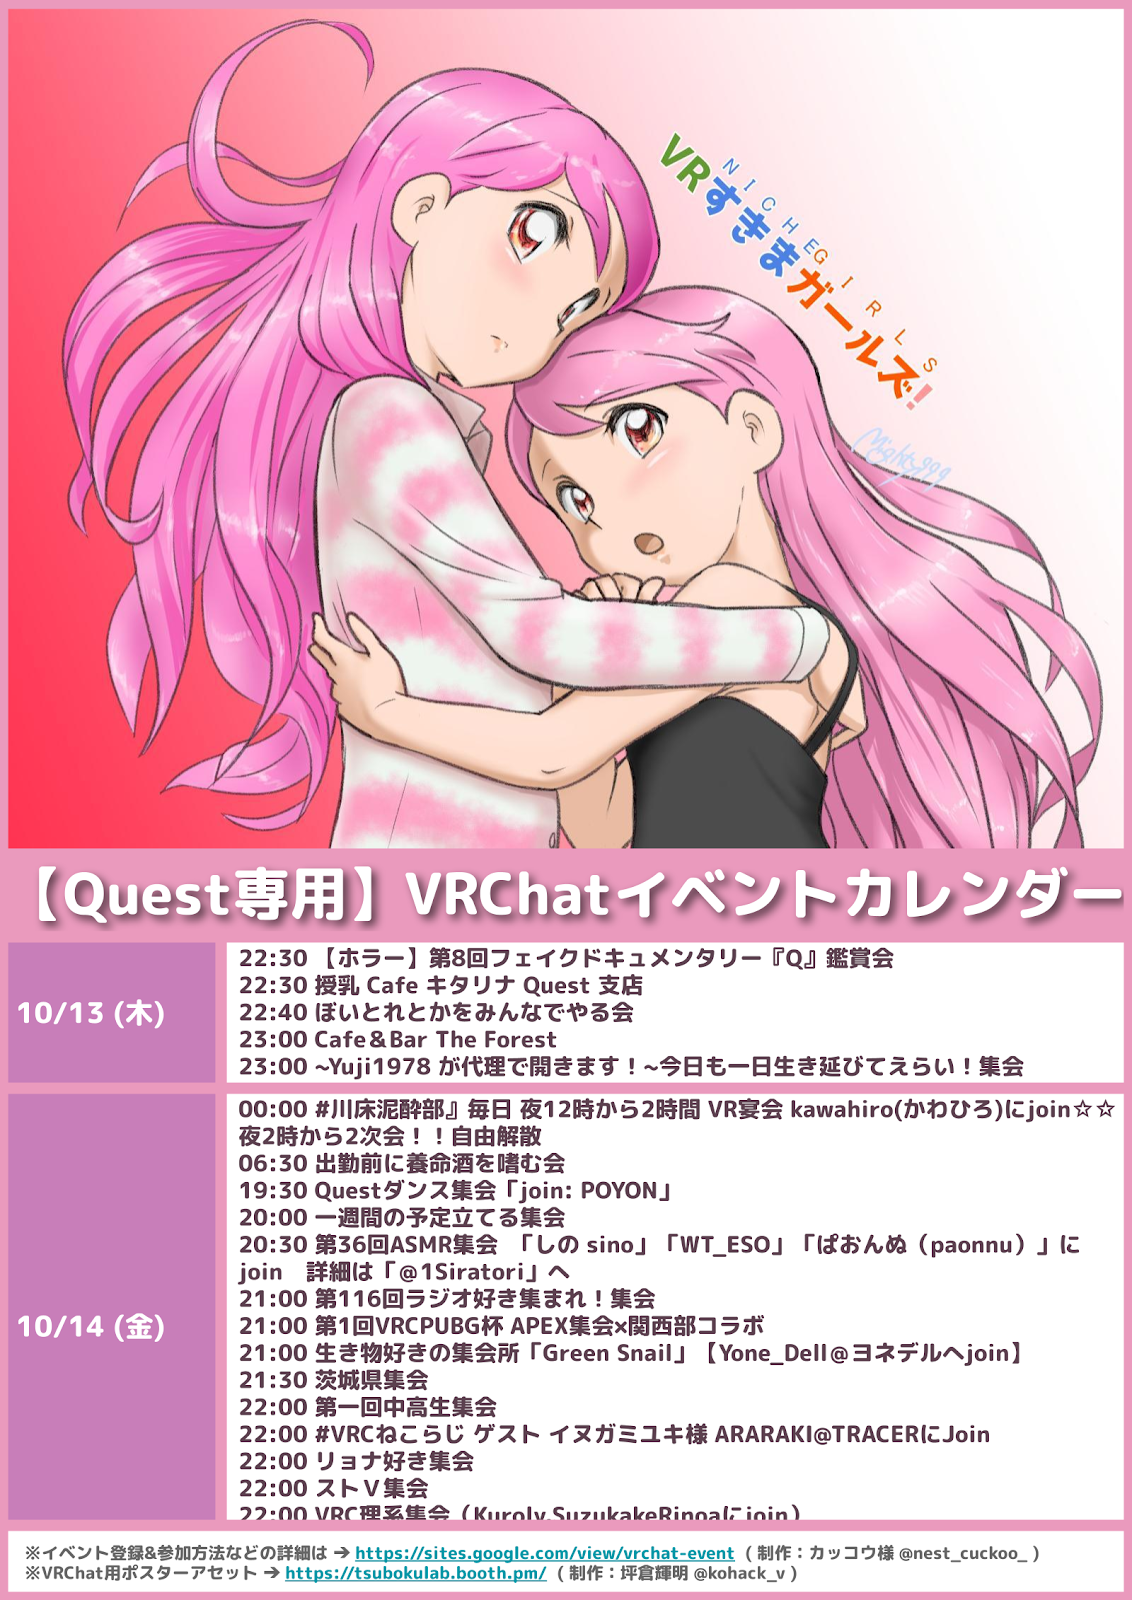 NICHE GIRLS
VRすきまガールズ!
Mighty999
【Quest専用】VRChatイベントカレンダー
10/13 (木)
22:30 【ホラー】第8回フェイクドキュメンタリー『Q』鑑賞会
22:30 授乳 Cafe キタリナ Quest 支店
22:40 ぼいとれとかをみんなでやる会
23:00 Cafe＆Bar The Forest
23:00 ~Yuji1978 が代理で開きます！~今日も一日生き延びてえらい！集会
10/14 (金)
00:00 #川床泥酔部』毎日 夜12時から2時間 VR宴会 kawahiro(かわひろ)にjoin☆☆
夜2時から2次会！！自由解散
06:30 出勤前に養命酒を嗜む会
19:30 Questダンス集会「join: POYON」
20:00 一週間の予定立てる集会
20:30 第36回ASMR集会 「しの sino」「WT_ESO」「ぱおんぬ（paonnu）」に
join　詳細は「@1Siratori」へ
21:00 第116回ラジオ好き集まれ！集会
21:00 第1回VRCPUBG杯 APEX集会×関西部コラボ
21:00 生き物好きの集会所「Green Snail」【Yone_Dell＠ヨネデルへjoin】
21:30 茨城県集会
22:00 第一回中高生集会
22:00 #VRCねこらじ ゲスト イヌガミユキ様 ARARAKI@TRACERにJoin
22:00 リョナ好き集会
22:00 ストＶ集会
22:00 VRC理系集会（Kuroly,SuzukakeRinoaにjoin）
※イベント登録&参加方法などの詳細は ➔ https://sites.google.com/view/vrchat-event （ 制作：カッコウ様 @nest_cuckoo_ ）
※VRChat用ポスターアセット ➔ https://tsubokulab.booth.pm/ （ 制作：坪倉輝明 @kohack_v ）